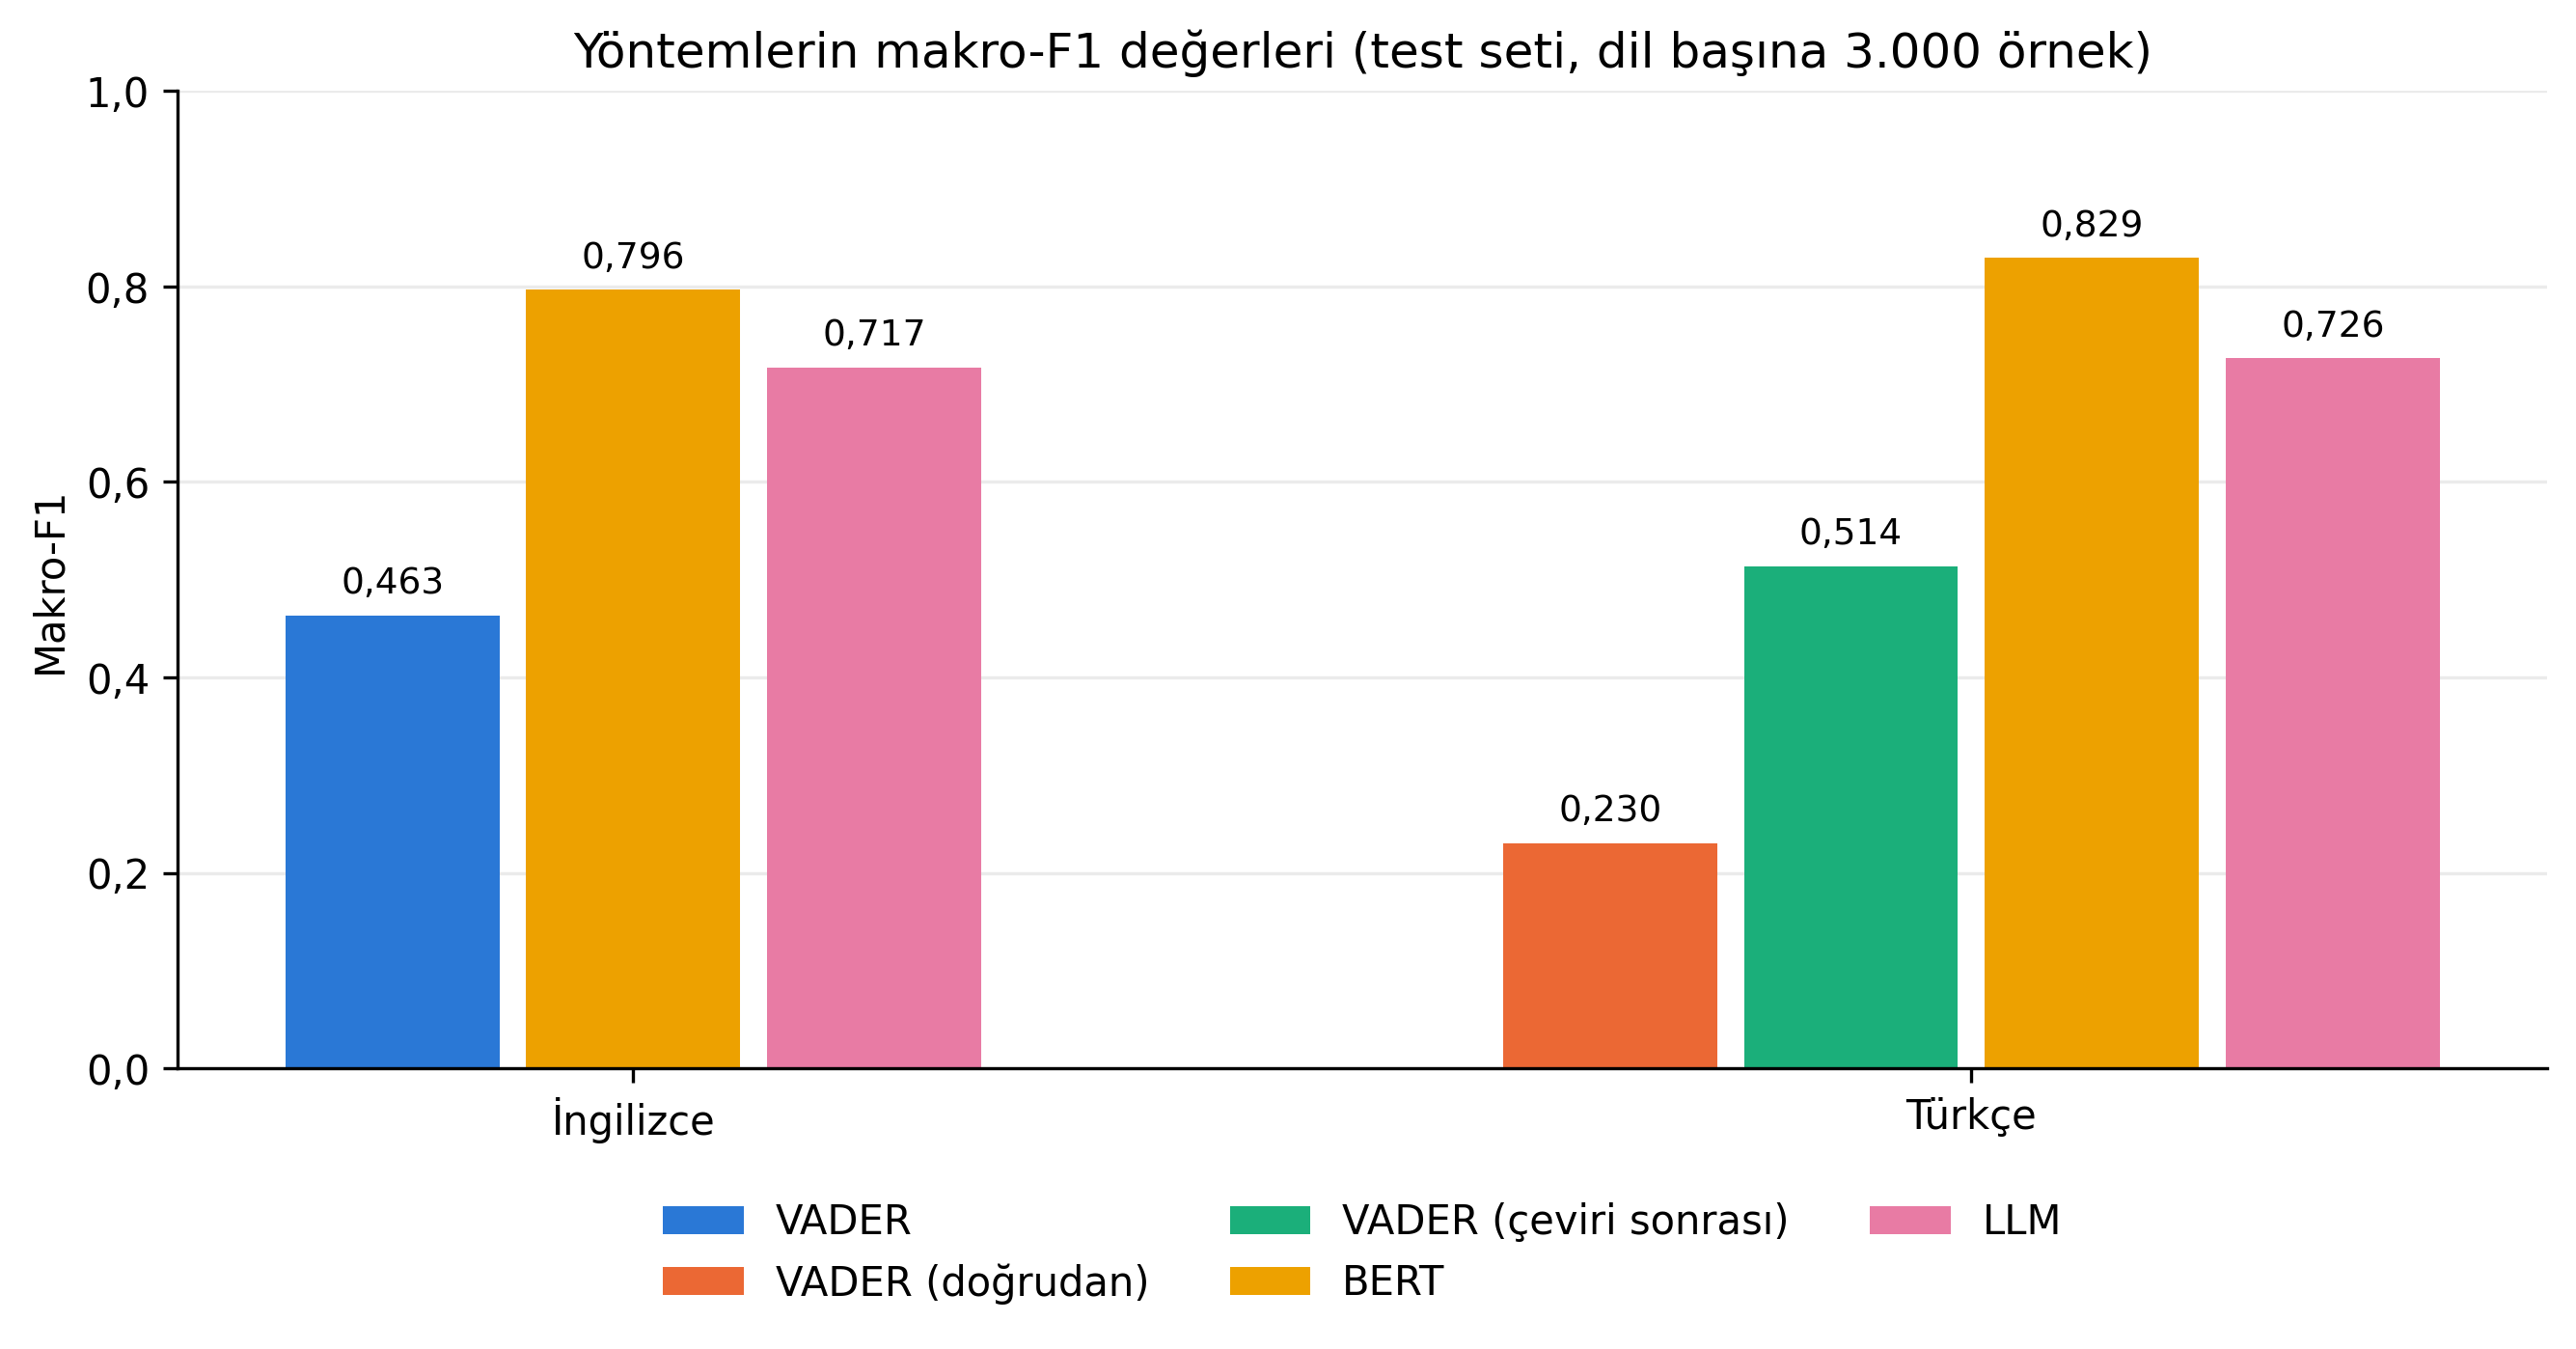 Yöntemlerin makro-F1 değerleri (test seti, dil başına 3.000 örnek)
Makro-F1
1,0
0,8
0,6
0,4
0,2
0,0
0,463
0,796
0,717
0,230
0,514
0,829
0,726
İngilizce
Türkçe
VADER
VADER (doğrudan)
VADER (çeviri sonrası)
BERT
LLM